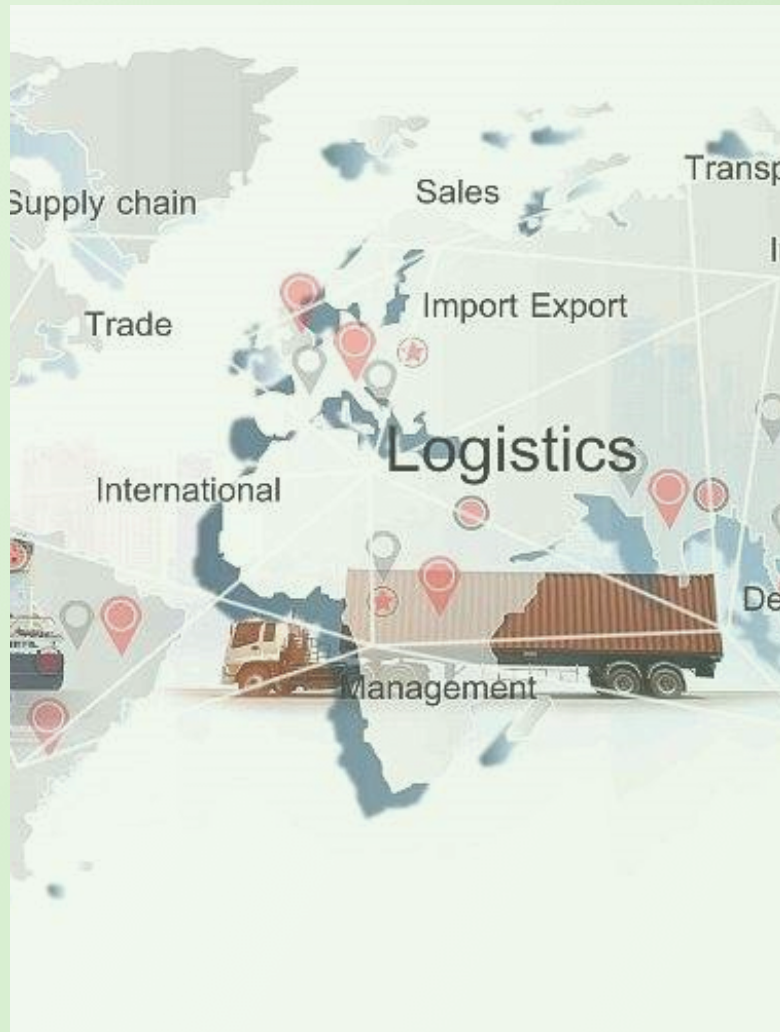 Supply chain
Sales
Transp
Trade
Import Export
Logistics
International
De
Management